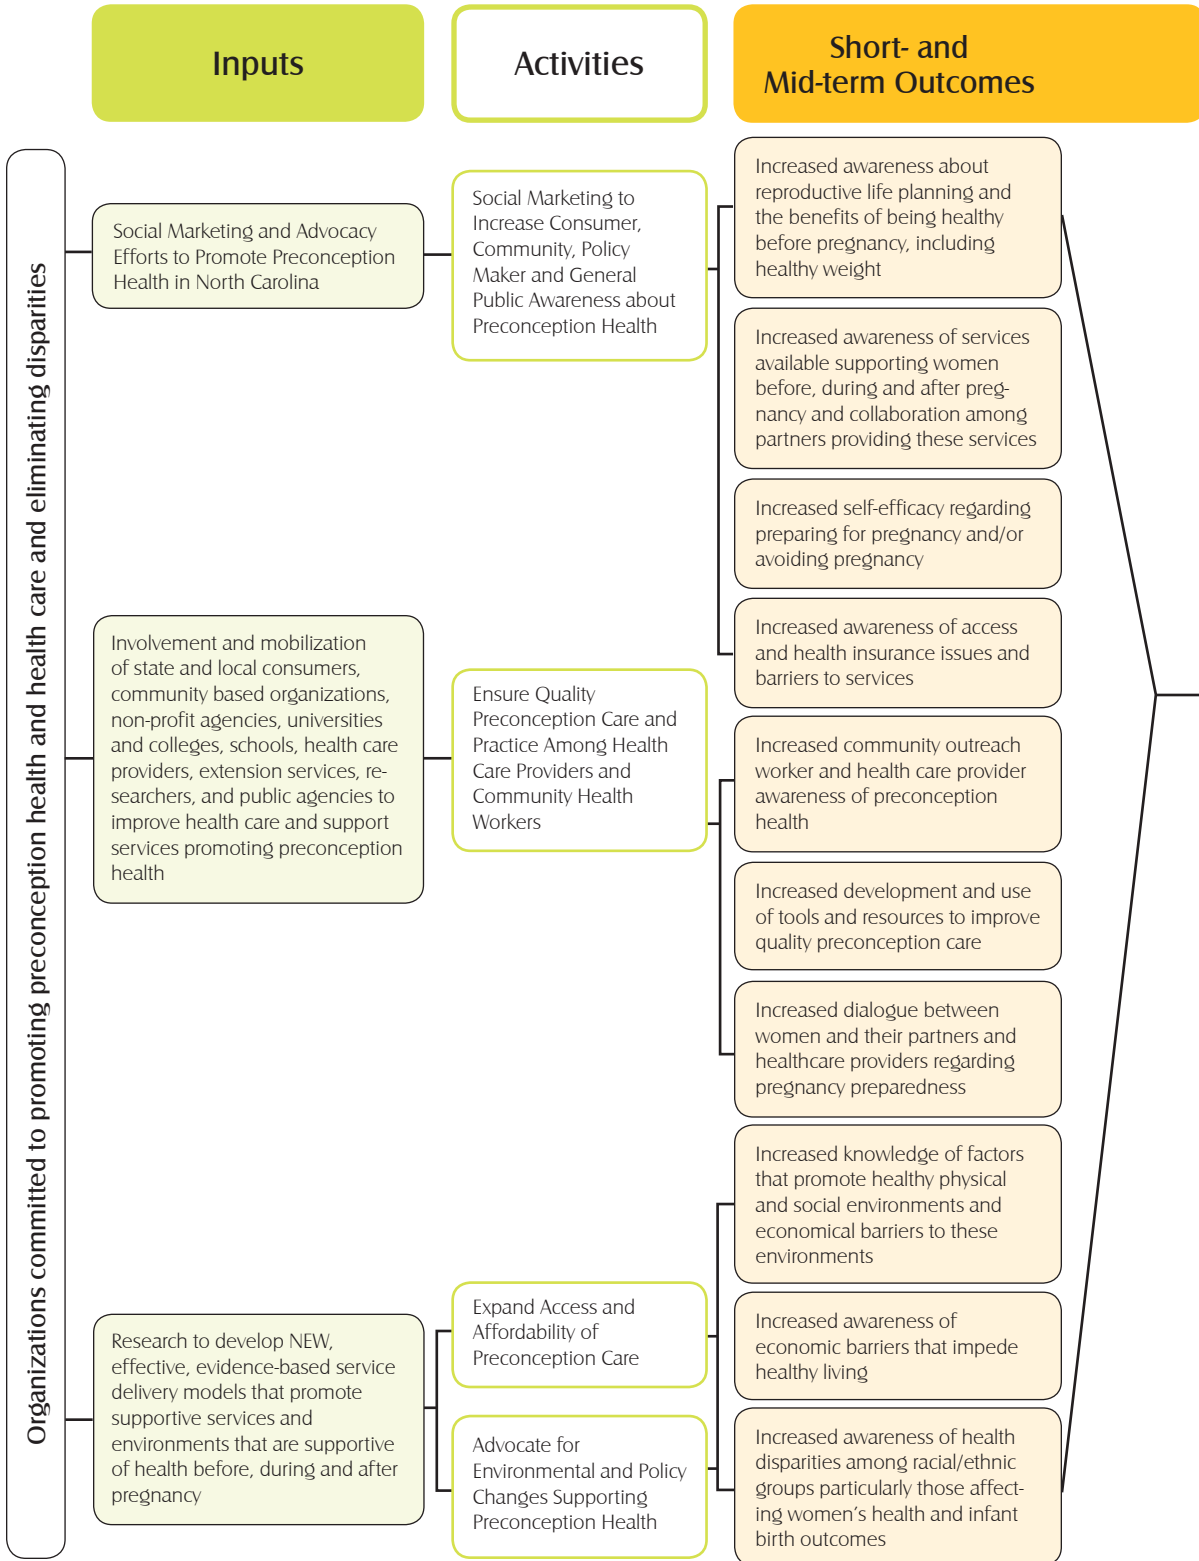 Inputs
Activities
Short- and
Mid-term Outcomes
Organizations committed to promoting preconception health and health care and eliminating disparities
Social Marketing and Advocacy
Efforts to Promote Preconception
Health in North Carolina
Social Marketing to
Increase Consumer,
Community, Policy
Maker and General
Public Awareness about
Preconception Health
Increased awareness about
reproductive life planning and
the benefits of being healthy
before pregnancy, including
healthy weight
Increased awareness of services
available supporting women
before, during and after preg-
nancy and collaboration among
partners providing these services
Increased self-efficacy regarding
preparing for pregnancy and/or
avoiding pregnancy
Increased awareness of access
and health insurance issues and
barriers to services
Involvement and mobilization
of state and local consumers,
community based organizations,
non-profit agencies, universities
and colleges, schools, health care
providers, extension services, re-
searchers, and public agencies to
improve health care and support
services promoting preconception
health
Ensure Quality
Preconception Care and
Practice Among Health
Care Providers and
Community Health
Workers
Increased community outreach
worker and health care provider
awareness of preconception
health
Increased development and use
of tools and resources to improve
quality preconception care
Increased dialogue between
women and their partners and
healthcare providers regarding
pregnancy preparedness
Research to develop NEW,
effective, evidence-based service
delivery models that promote
supportive services and
environments that are supportive
of health before, during and after
pregnancy
Expand Access and
Affordability of
Preconception Care
Advocate for
Environmental and Policy
Changes Supporting
Preconception Health
Increased knowledge of factors
that promote healthy physical
and social environments and
economical barriers to these
environments
Increased awareness of
economic barriers that impede
healthy living
Increased awareness of health
disparities among racial/ethnic
groups particularly those affect-
ing women's health and infant
birth outcomes